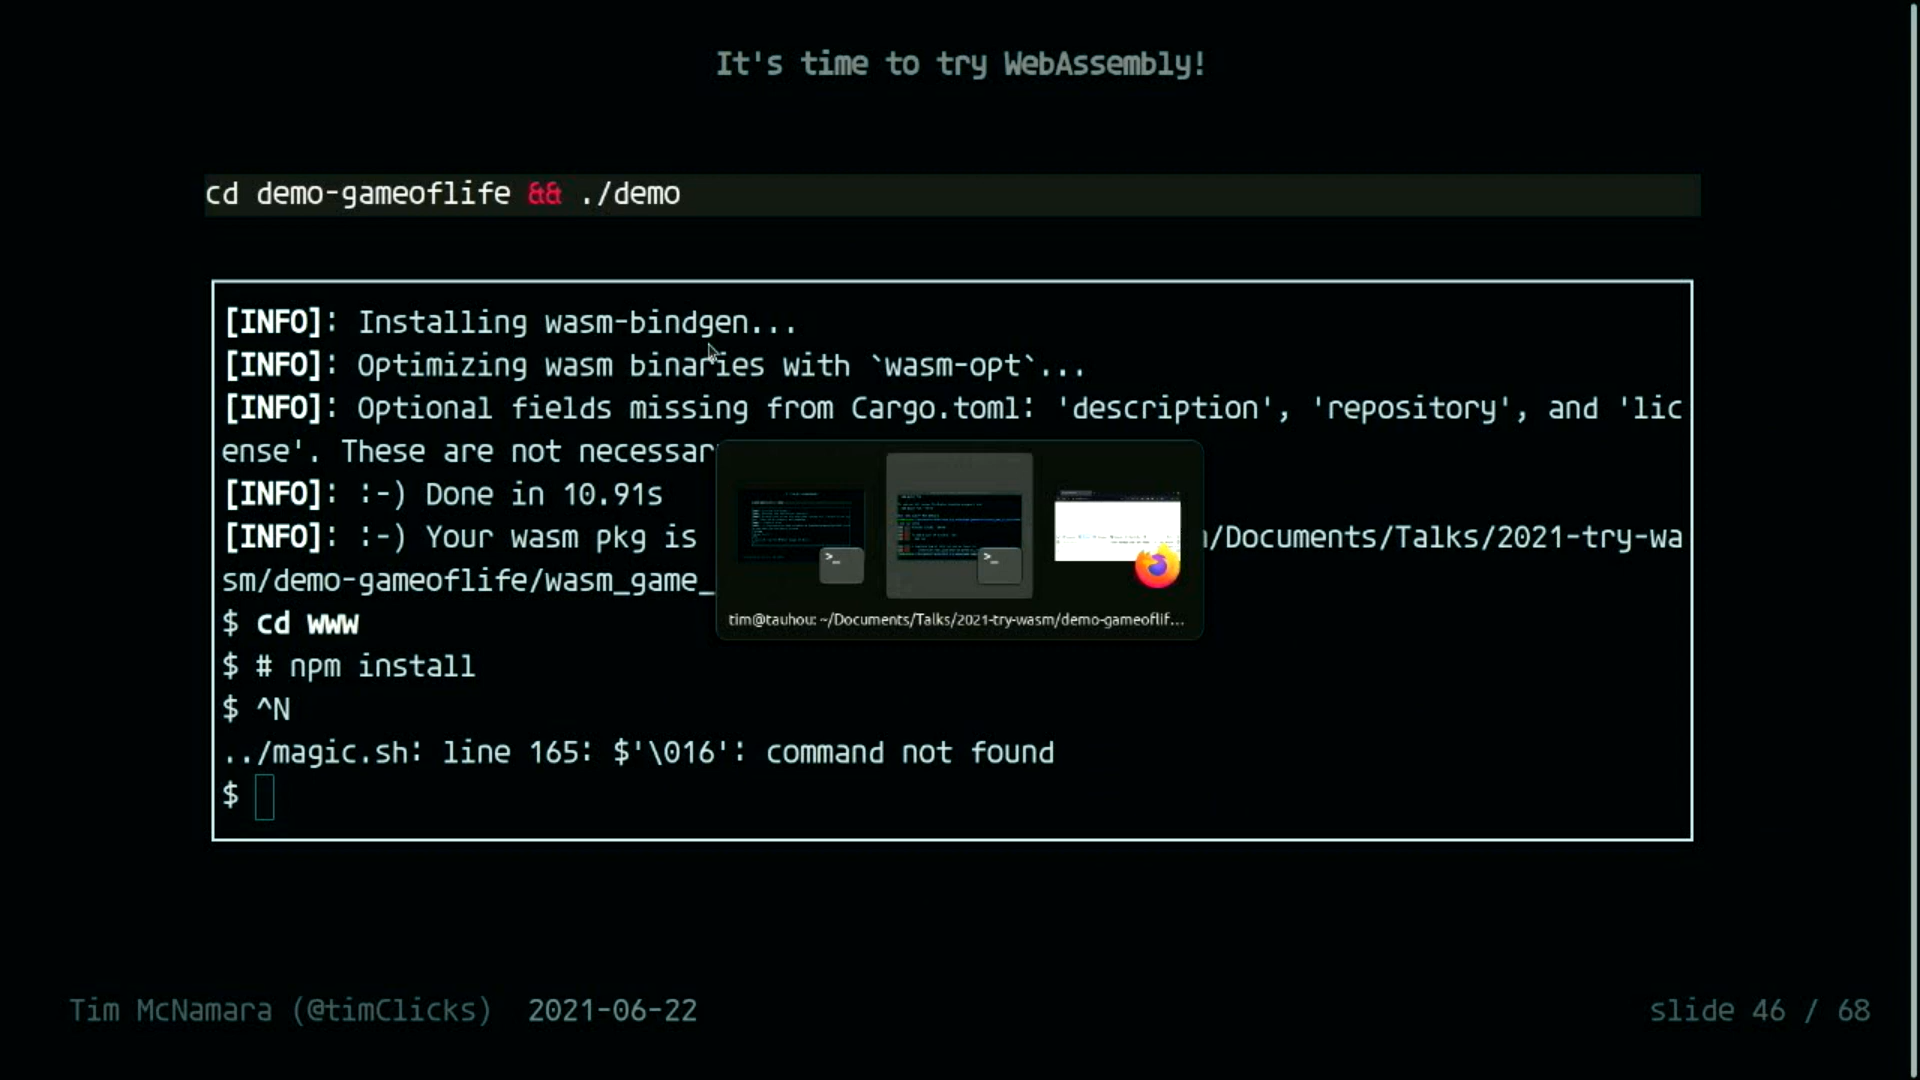 It's time to try WebAssembly!
cd demo-gameoflife && ./demo
[INFO]: Installing wasm-bindgen...
[INFO]: Optimizing wasm binaries with `wasm-opt`...
[INFO]: Optional fields missing from Cargo.toml: 'description', 'repository', and 'lic
ense'. These are not necessar
[INFO]: :-) Done in 10.91s
[INFO]: :-) Your wasm pkg is /Documents/Talks/2021-try-wa
sm/demo-gameoflife/wasm_game_
tim@tauhou: ~/Documents/Talks/2021-try-wasm/demo-gameoflif...
$ cd www
$ # npm install
$ ^N
../magic.sh: line 165: $'\016': command not found
$
Tim McNamara (@timClicks) 2021-06-22
slide 46 / 68